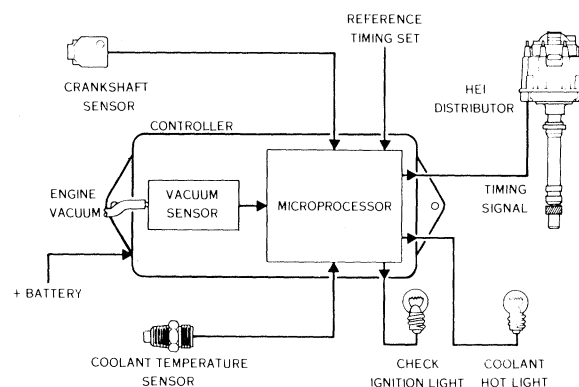 REFERENCE
TIMING SET
CRANKSHAFT
SENSOR
HEI
DISTRIBUTOR
CONTROLLER
ENGINE
VACUUM
VACUUM
SENSOR
MICROPROCESSOR
TIMING
SIGNAL
+ BATTERY
COOLANT TEMPERATURE
SENSOR
CHECK
IGNITION LIGHT
COOLANT
HOT LIGHT